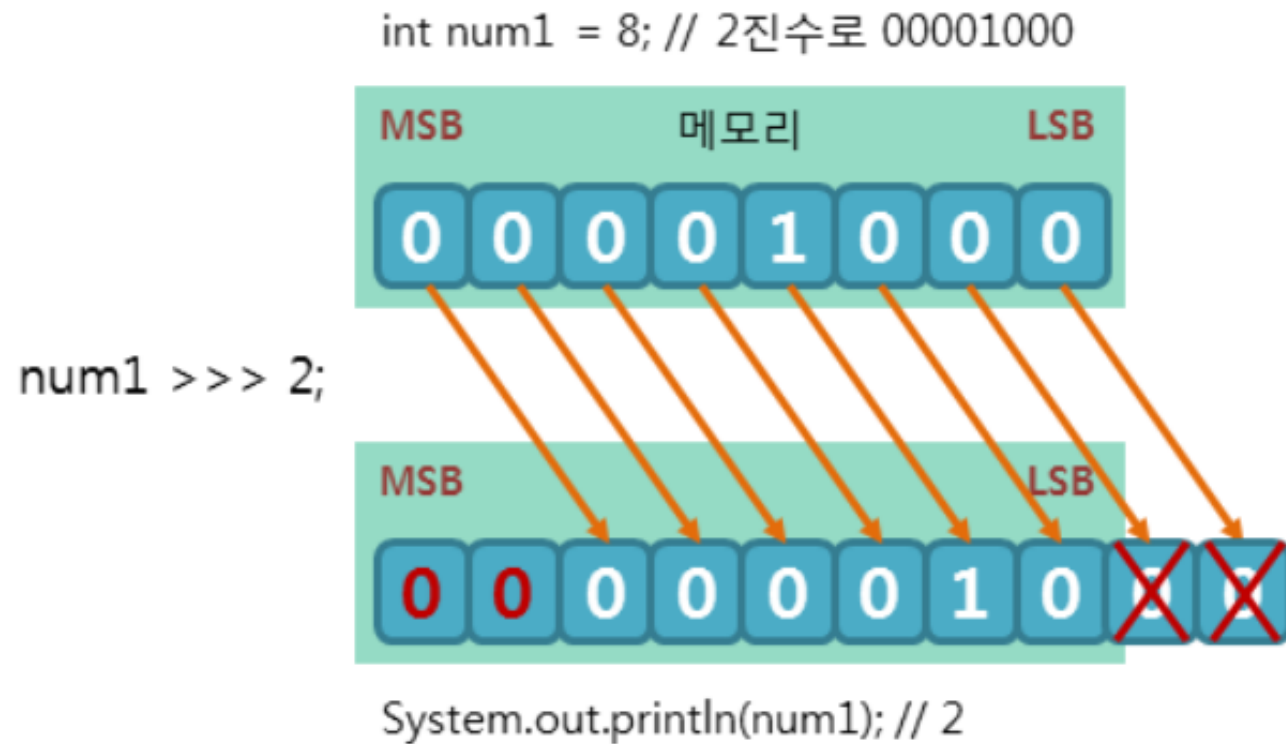 int num1 = 8; // 2진수로 00001000
MSB 메모리 LSB
0 0 0 0 1 0 0 0
num1 >>> 2;
MSB LSB
0 0 0 0 0 0 1 0 0 0
System.out.println(num1); // 2